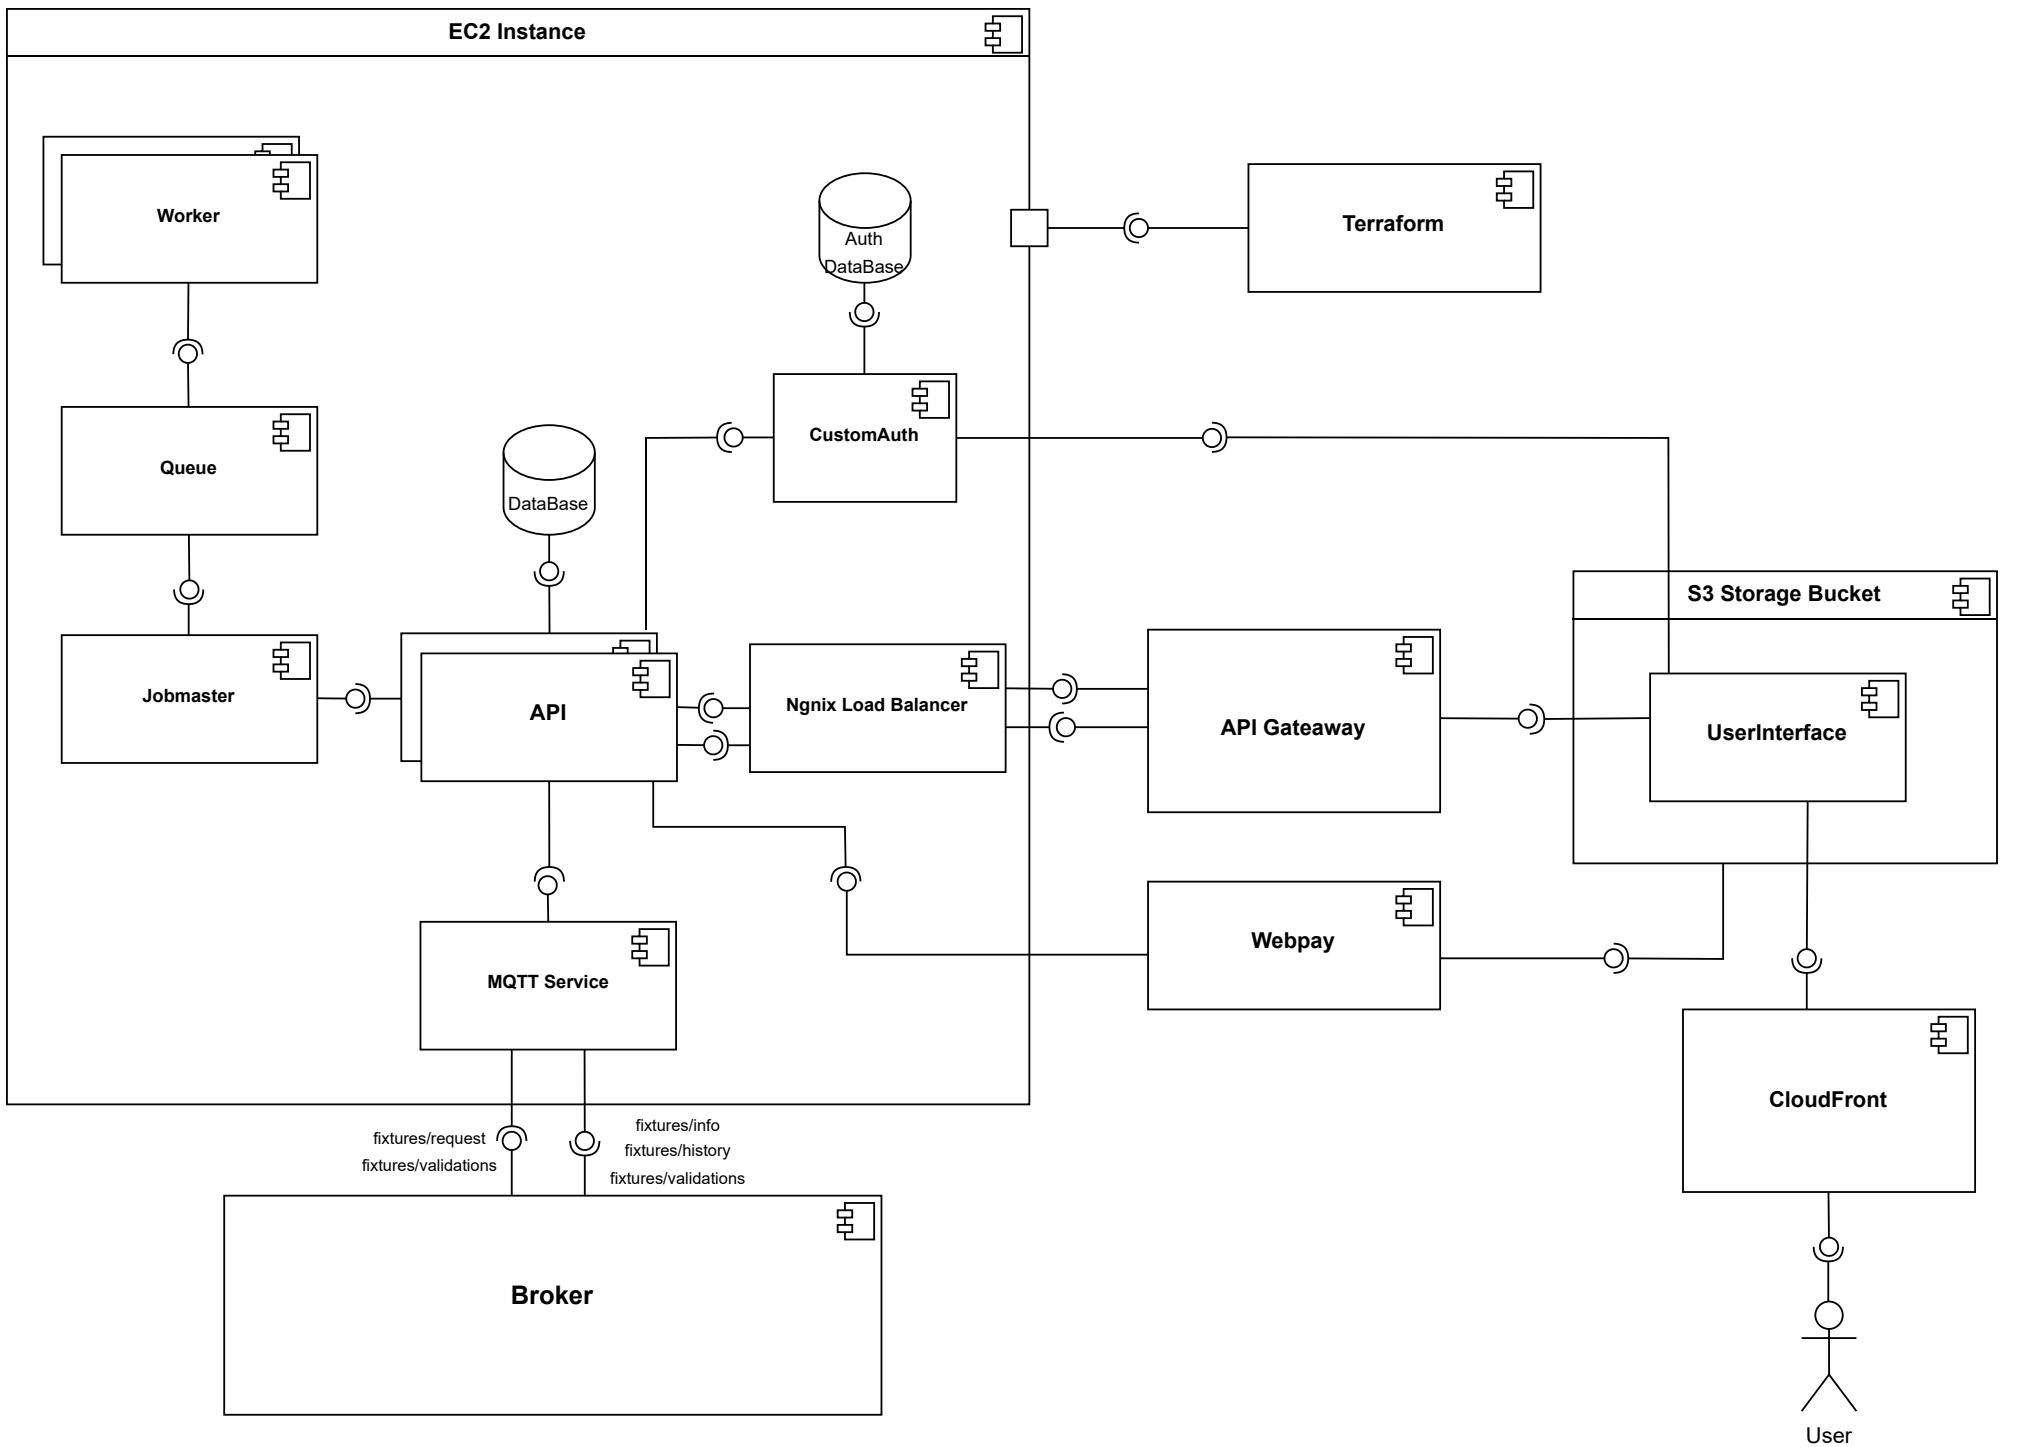 EC2 Instance
Worker
Auth
DataBase
Terraform
CustomAuth
Queue
DataBase
S3 Storage Bucket
Jobmaster
API
Ngnix Load Balancer
API Gateaway
UserInterface
Webpay
MQTT Service
CloudFront
fixtures/request
fixtures/validations
fixtures/info
fixtures/history
fixtures/validations
Broker
User